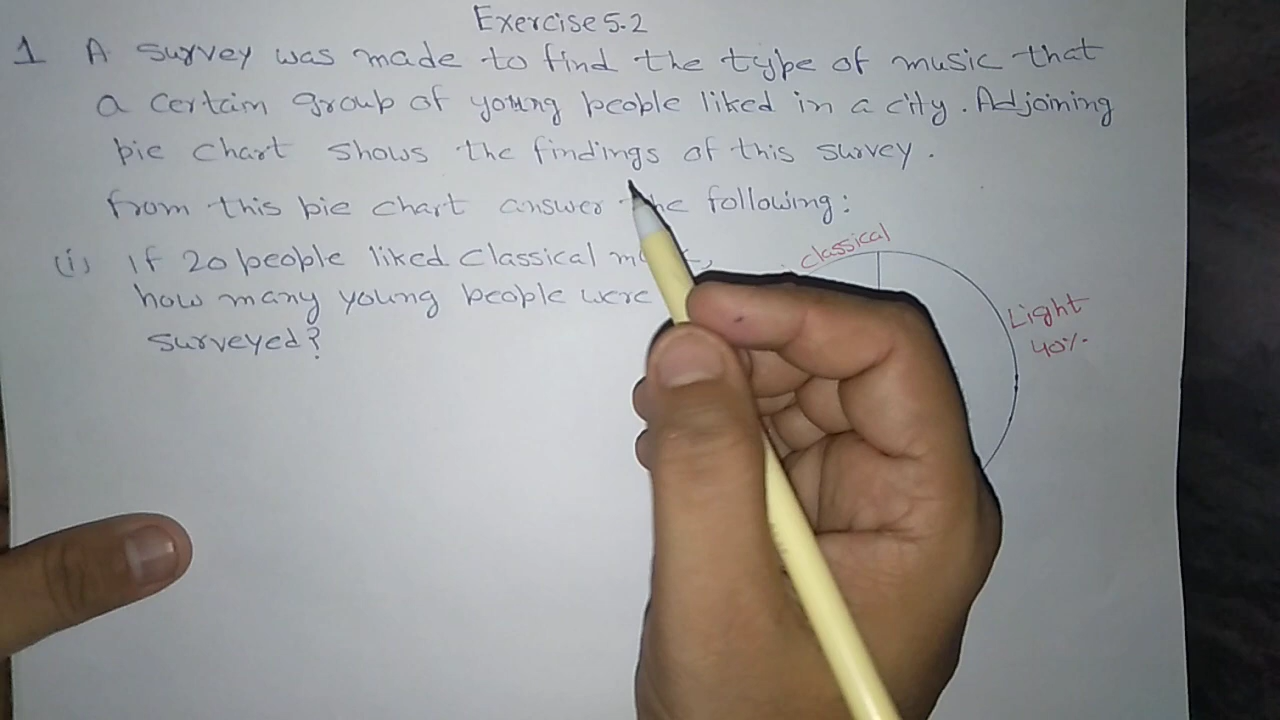 Exercise 5.2
1 A survey was made to find the type of music that
a certain group of young people liked in a city. Adjoining
pie chart shows the findings of this survey.
from this pie chart answer the following:
(i) If 20 people liked classical
how many young people were
surveyed?
classical
Light
40%